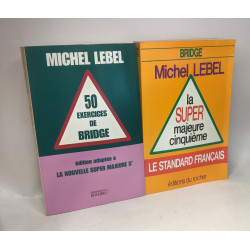 MICHEL LEBEL
50
EXERCICES
DE
BRIDGE
édition adaptée à
LA NOUVELLE SUPER MAJEURE 5e
BRIDGE
Michel LEBEL
la
SUPER
majeure
cinquième
LE STANDARD FRANÇAIS
éditions du rocher